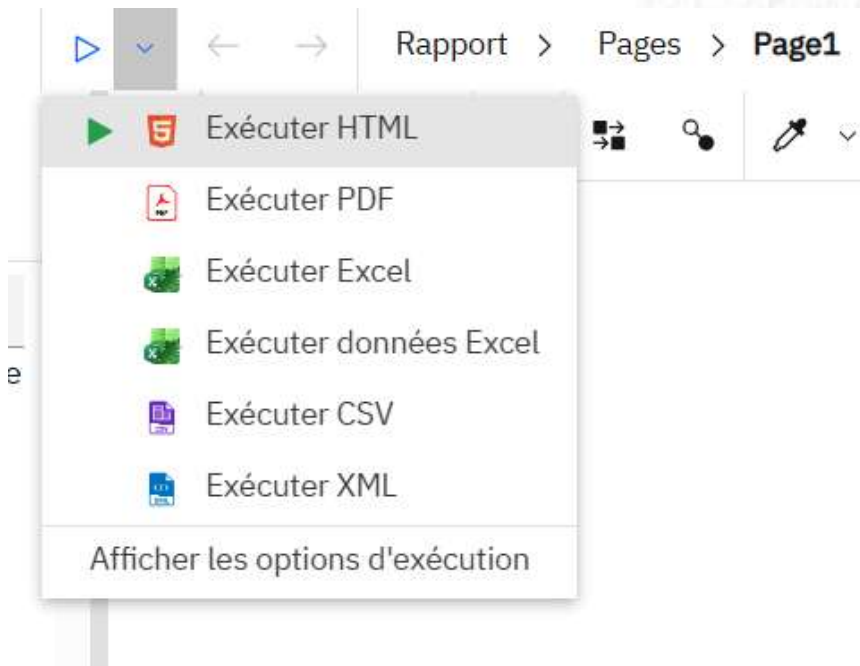 Rapport > Pages > Page1
Exécuter HTML
Exécuter PDF
Exécuter Excel
Exécuter données Excel
e
Exécuter CSV
Exécuter XML
Afficher les options d'exécution